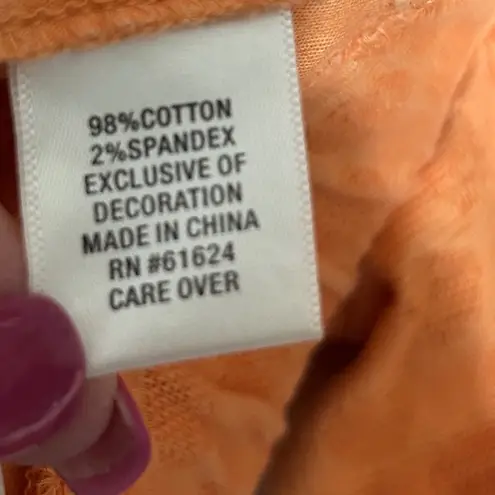 98%COTTON
2%SPANDEX
EXCLUSIVE OF
DECORATION
MADE IN CHINA
RN #61624
CARE OVER